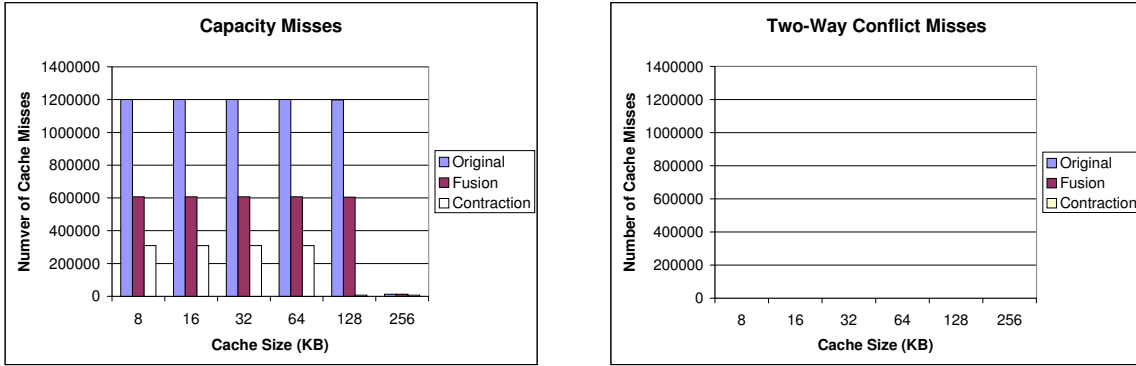 Capacity Misses
Numver of Cache Misses
1400000
1200000
1000000
800000
600000
400000
200000
0
8 16 32 64 128 256
Cache Size (KB)
Original
Fusion
Contraction
Two-Way Conflict Misses
Number of Cache Misses
1400000
1200000
1000000
800000
600000
400000
200000
0
8 16 32 64 128 256
Cache Size (KB)
Original
Fusion
Contraction